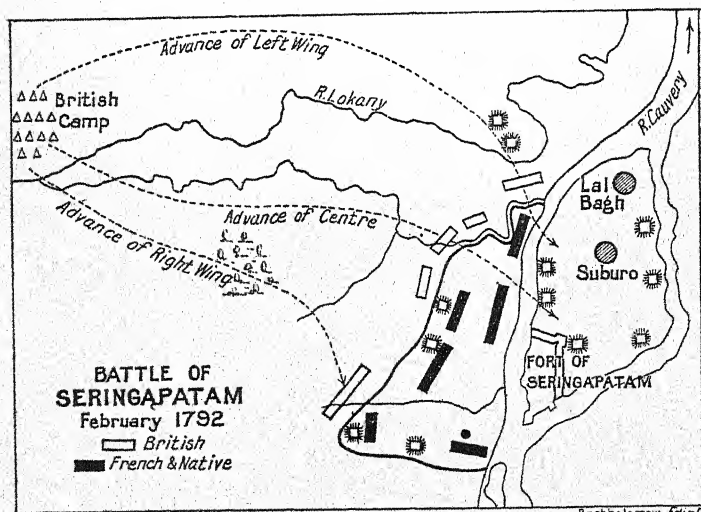 Advance of Left Wing
British
Camp
R. Lokany
R. Cauvery
Lal
Bagh
Advance of Centre
Advance of Right Wing
Suburo
FORT OF
SERINGAPATAM
BATTLE OF
SERINGAPATAM
February 1792
British
French & Native